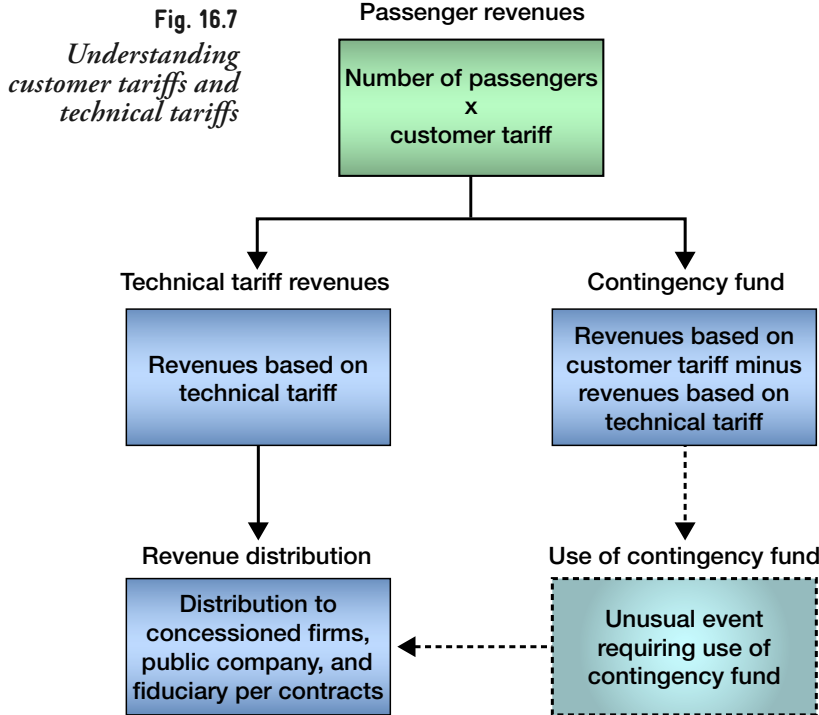 Fig. 16.7
Understanding
customer tariffs and
technical tariffs
Passenger revenues
Number of passengers
x
customer tariff
Technical tariff revenues
Revenues based on
technical tariff
Contingency fund
Revenues based on
customer tariff minus
revenues based on
technical tariff
Revenue distribution
Distribution to
concessioned firms,
public company, and
fiduciary per contracts
Use of contingency fund
Unusual event
requiring use of
contingency fund